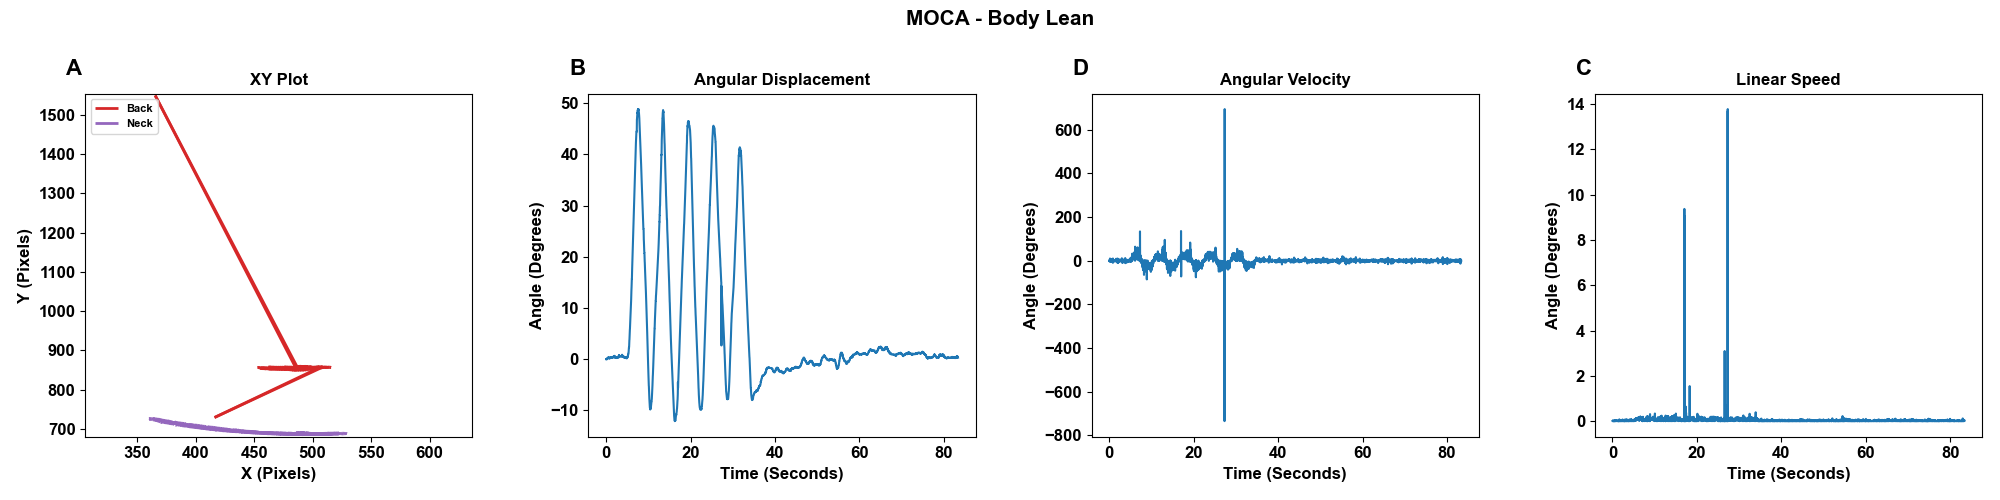 MOCA - Body Lean
A
XY Plot
Back
Neck
1500
1400
1300
1200
1100
1000
900
800
700
350
400
450
500
550
600
Y (Pixels)
X (Pixels)
B
Angular Displacement
50
40
30
20
10
0
−10
0
20
40
60
80
Angle (Degrees)
Time (Seconds)
D
Angular Velocity
600
400
200
0
−200
−400
−600
−800
0
20
40
60
80
Angle (Degrees)
Time (Seconds)
C
Linear Speed
14
12
10
8
6
4
2
0
0
20
40
60
80
Angle (Degrees)
Time (Seconds)